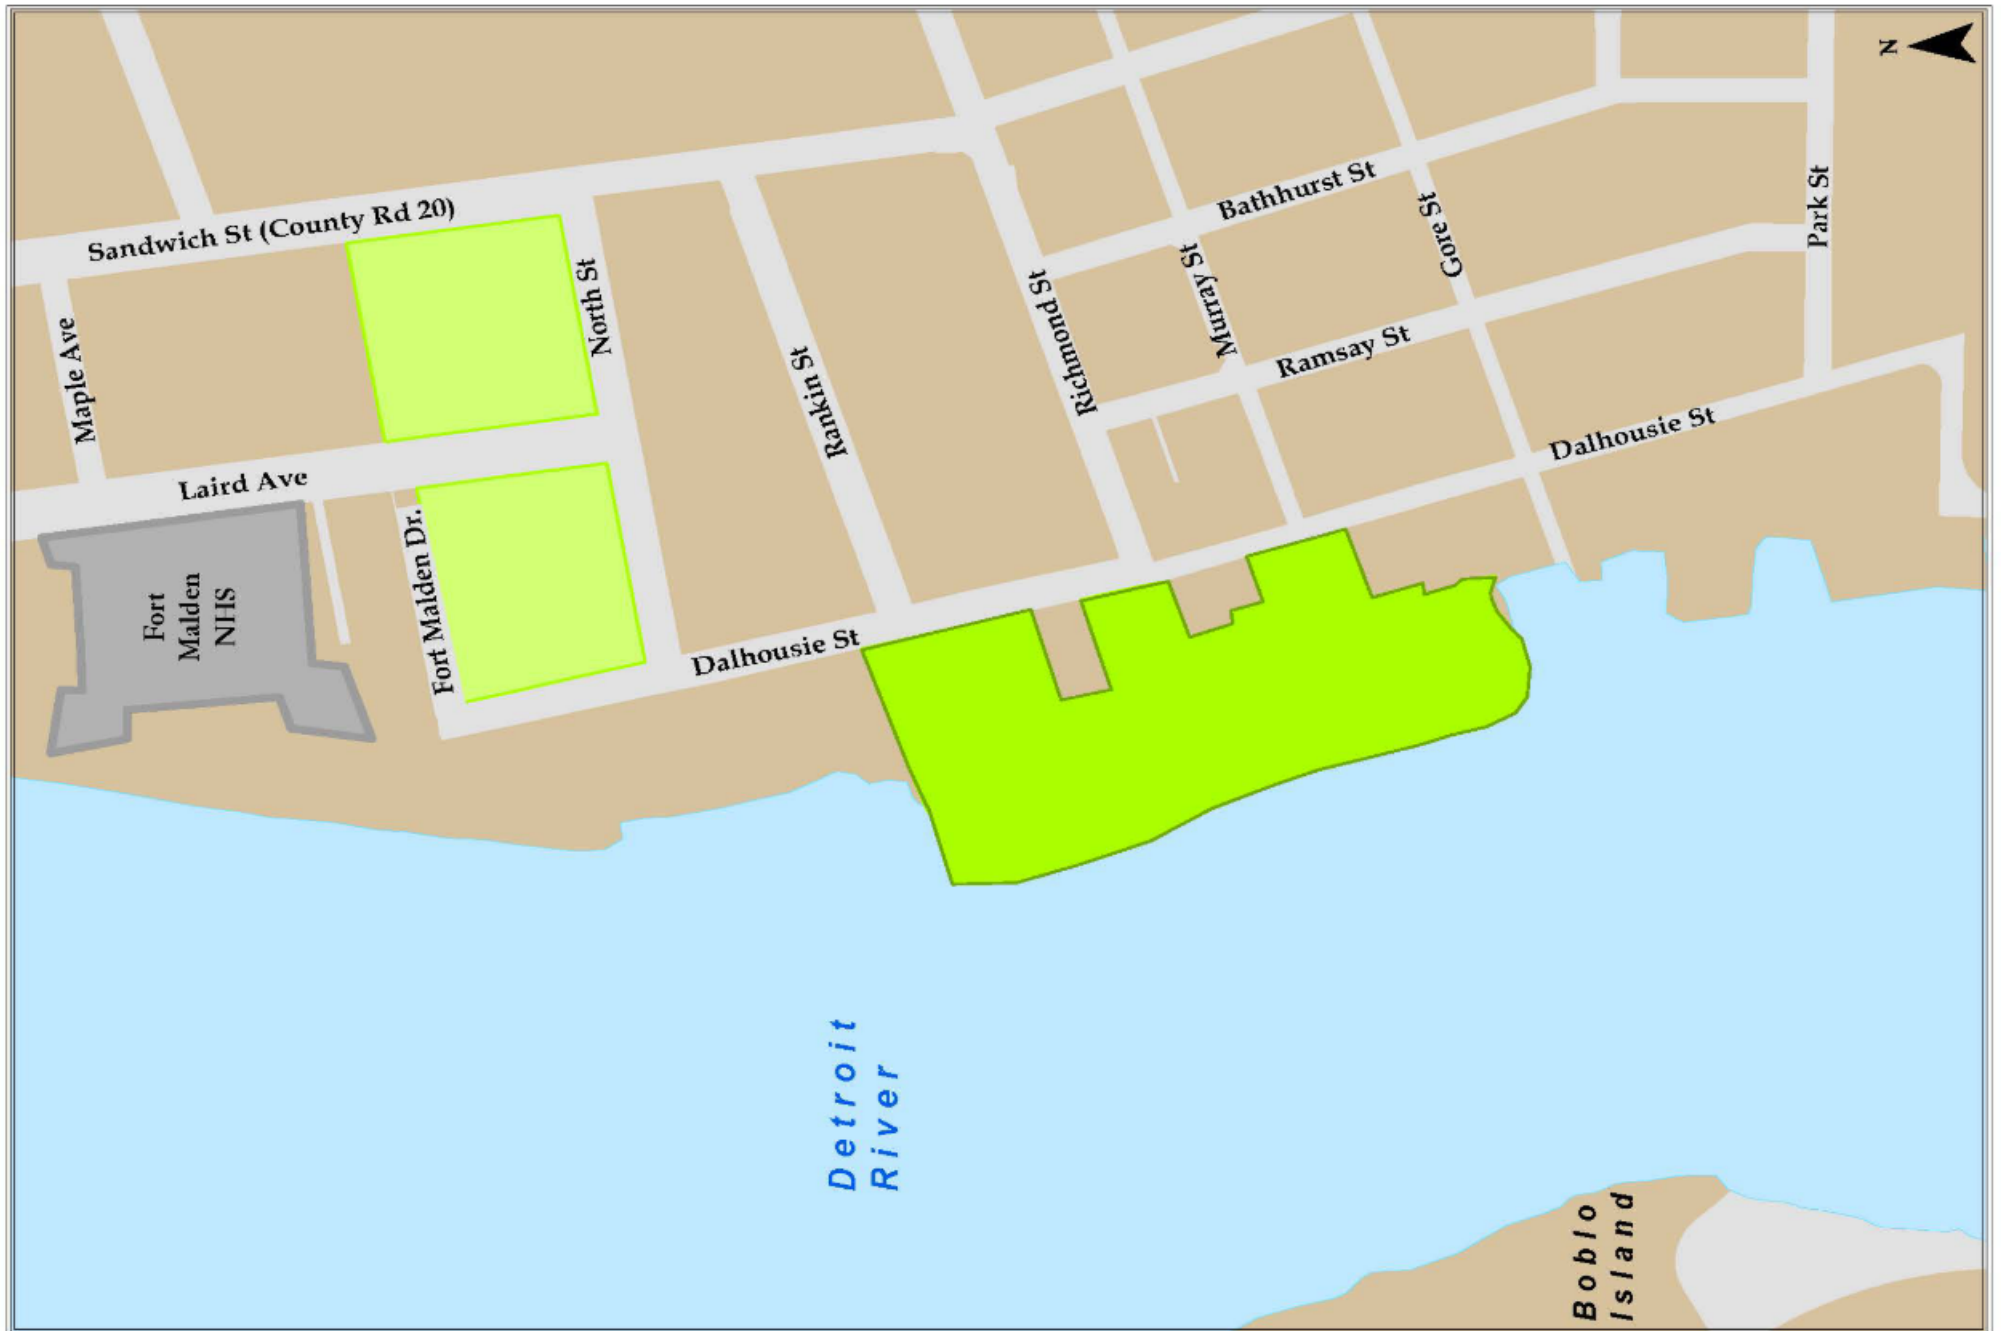 N
Sandwich St (County Rd 20)
Maple Ave
North St
Laird Ave
Fort
Malden
NHS
Fort Malden Dr.
Rankin St
Richmond St
Murray St
Bathhurst St
Gore St
Park St
Ramsay St
Dalhousie St
Dalhousie St
Detroit
River
Boblo
Island